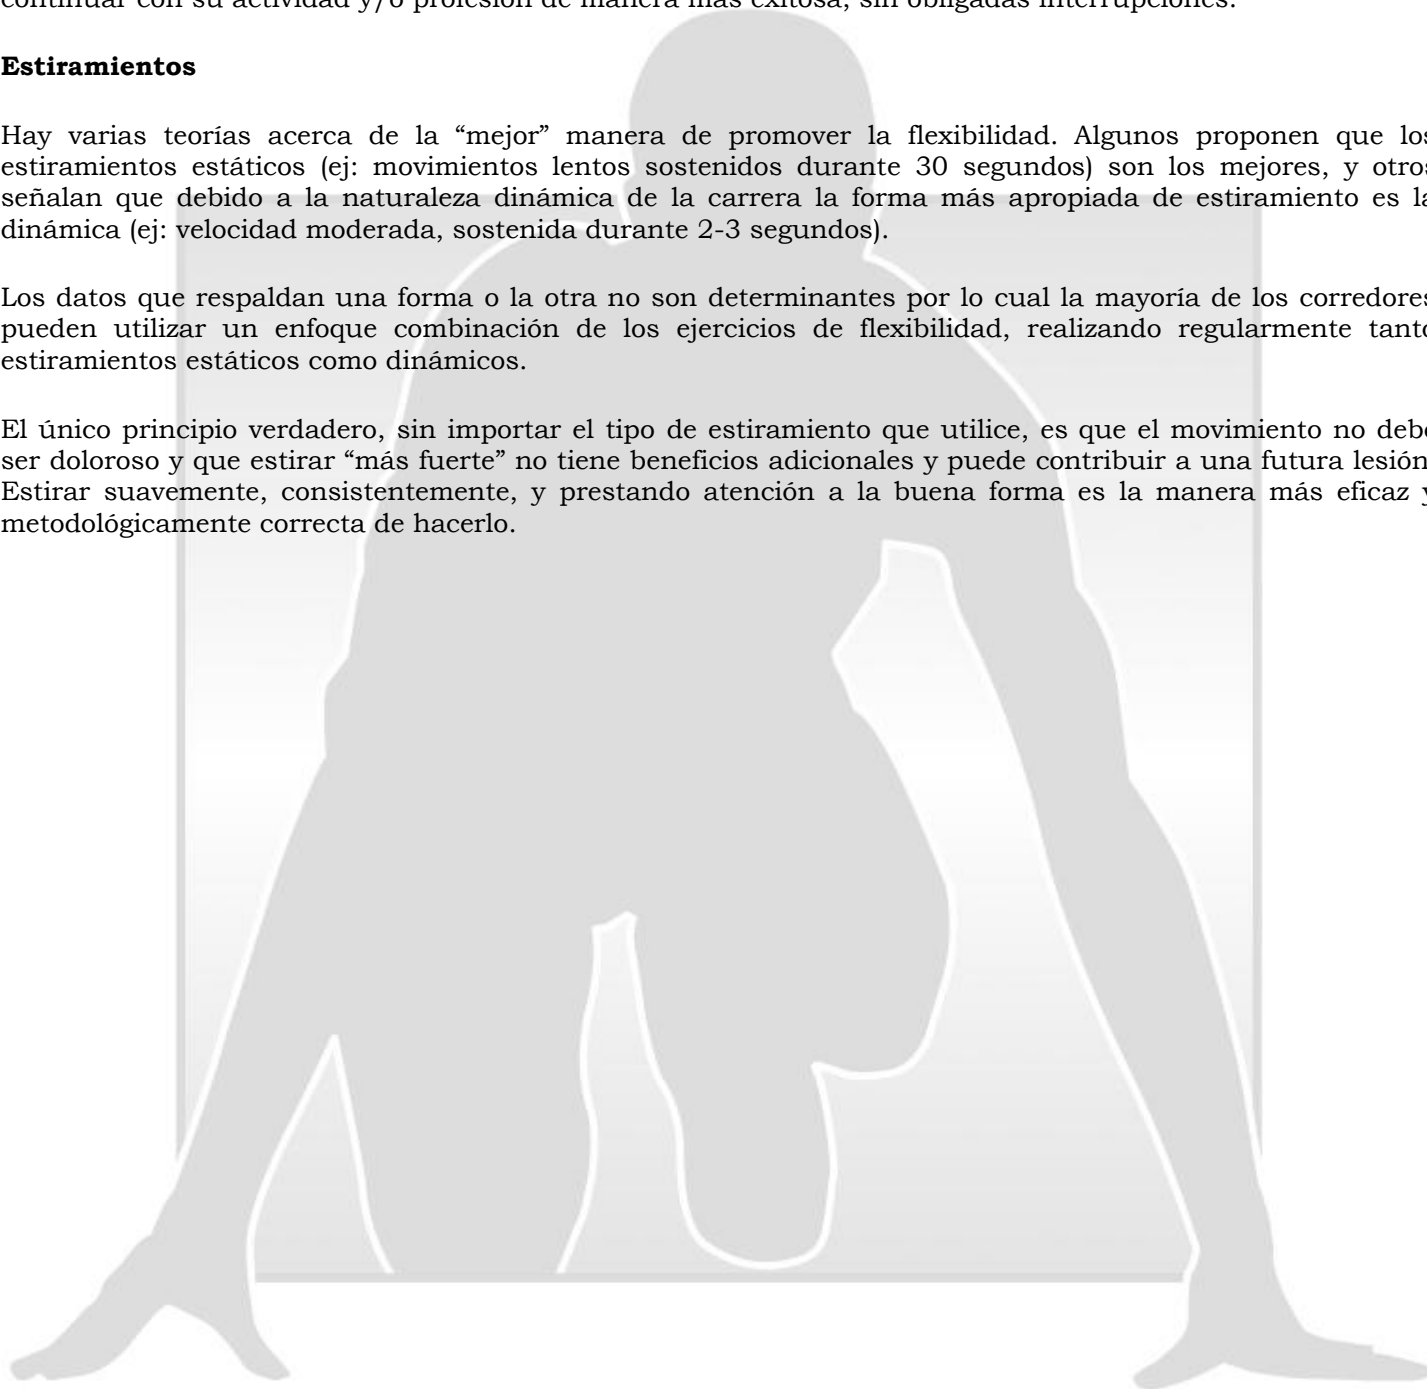 continuar con su actividad y/o profesión de manera más exitosa, sin obligadas interrupciones.
Estiramientos
Hay varias teorías acerca de la “mejor” manera de promover la flexibilidad. Algunos proponen que los
estiramientos estáticos (ej: movimientos lentos sostenidos durante 30 segundos) son los mejores, y otros
señalan que debido a la naturaleza dinámica de la carrera la forma más apropiada de estiramiento es la
dinámica (ej: velocidad moderada, sostenida durante 2-3 segundos).
Los datos que respaldan una forma o la otra no son determinantes por lo cual la mayoría de los corredores
pueden utilizar un enfoque combinación de los ejercicios de flexibilidad, realizando regularmente tanto
estiramientos estáticos como dinámicos.
El único principio verdadero, sin importar el tipo de estiramiento que utilice, es que el movimiento no debe
ser doloroso y que estirar “más fuerte” no tiene beneficios adicionales y puede contribuir a una futura lesión
Estirar suavemente, consistentemente, y prestando atención a la buena forma es la manera más eficaz y
metodológicamente correcta de hacerlo.